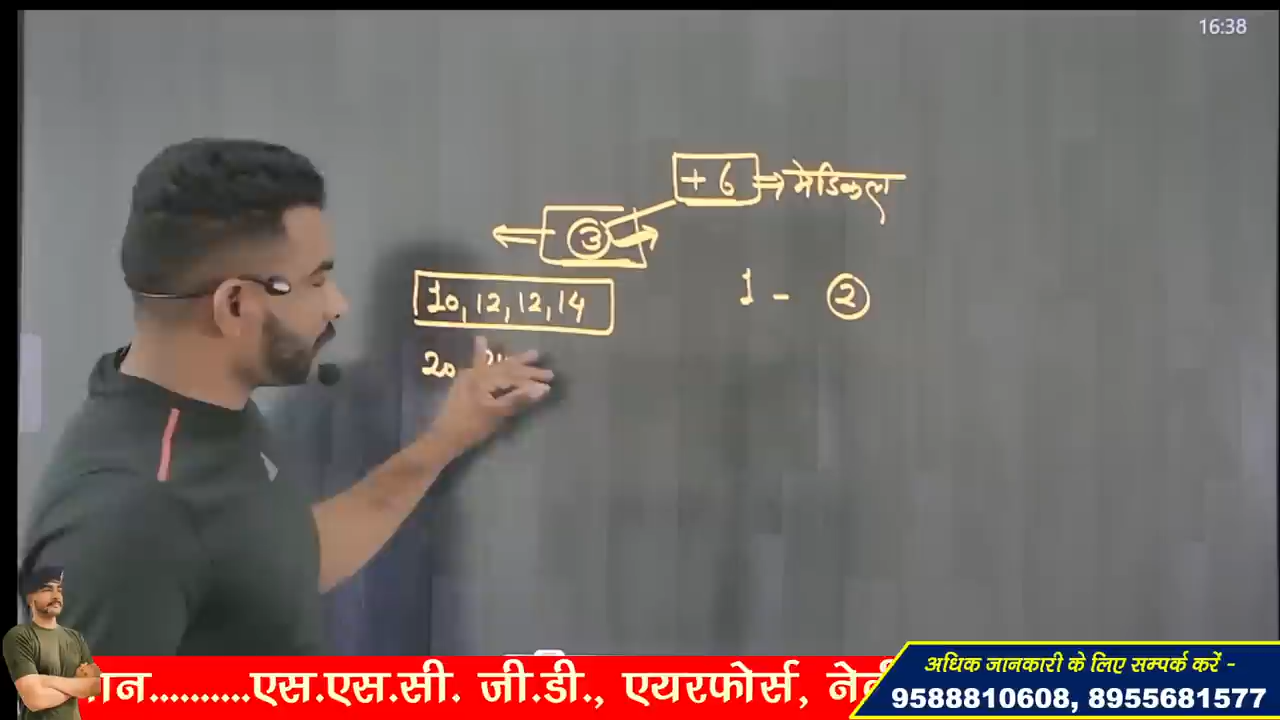 16:38
+ 6 ⇒ मेडिकल
3
10, 12, 12, 14
1 - 2
20
एस.एस.सी. जी.डी., एयरफोर्स,
अधिक जानकारी के लिए सम्पर्क करें -
9588810608, 8955681577